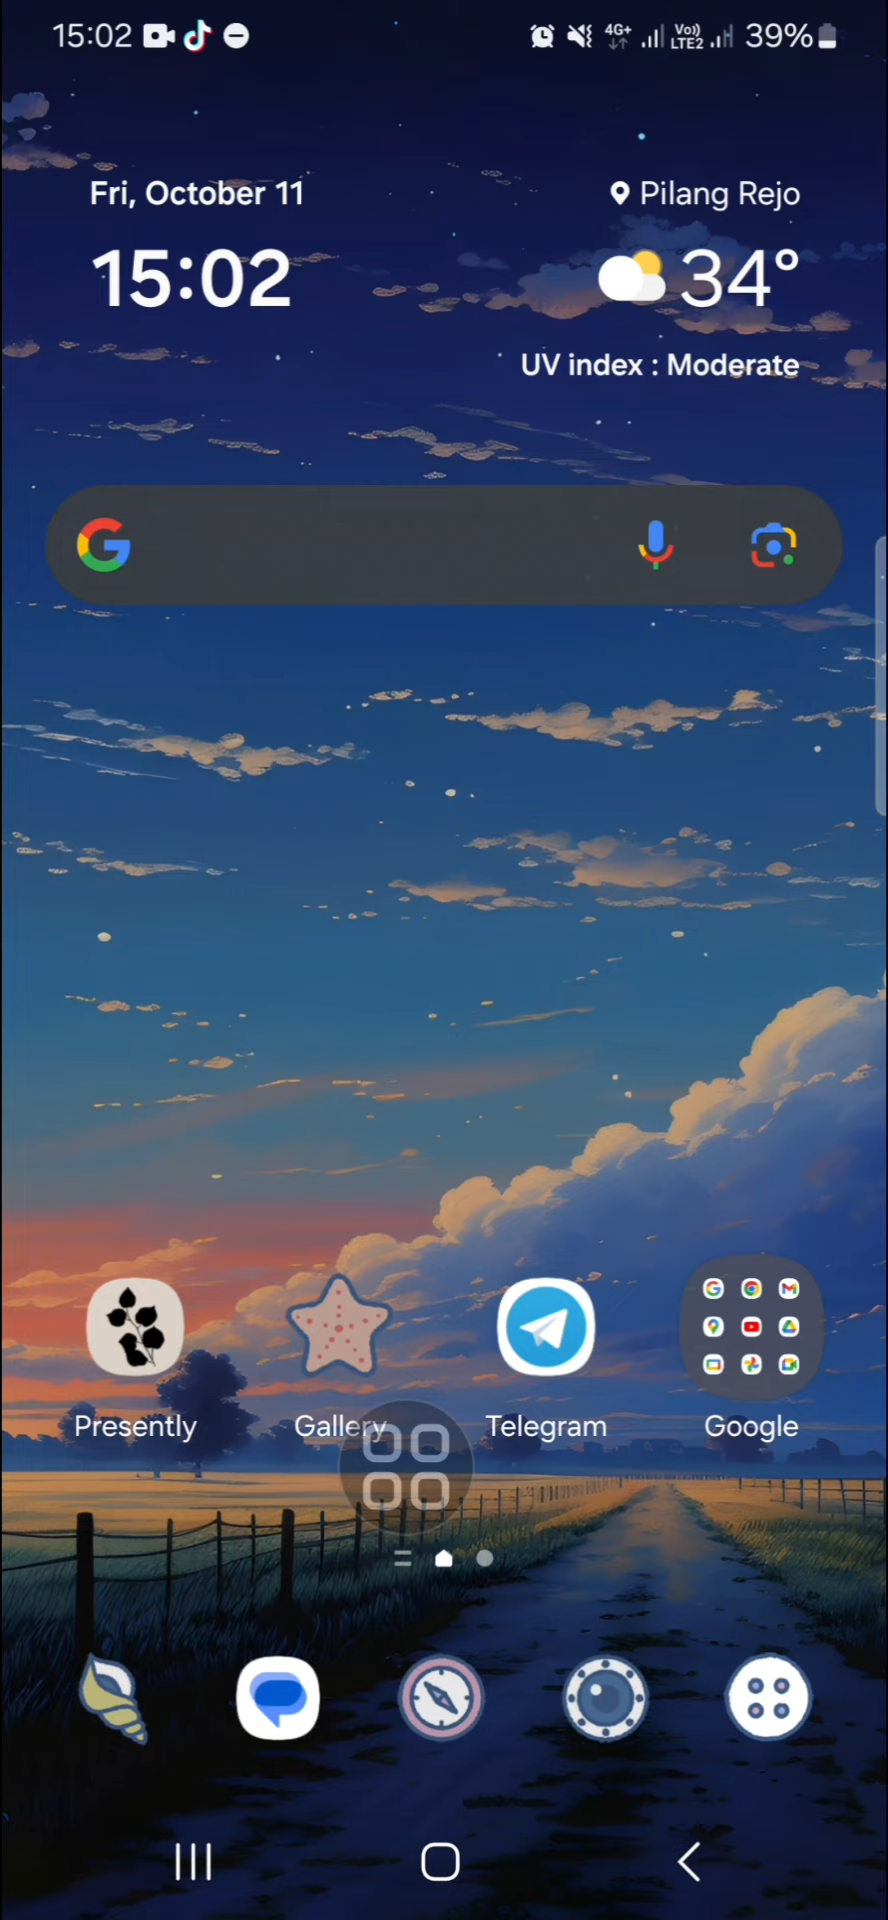 15:02
4G+ Vo)) LTE2 39%
Fri, October 11
Pilang Rejo
15:02
34°
UV index : Moderate
Presently
Gallery
Telegram
Google